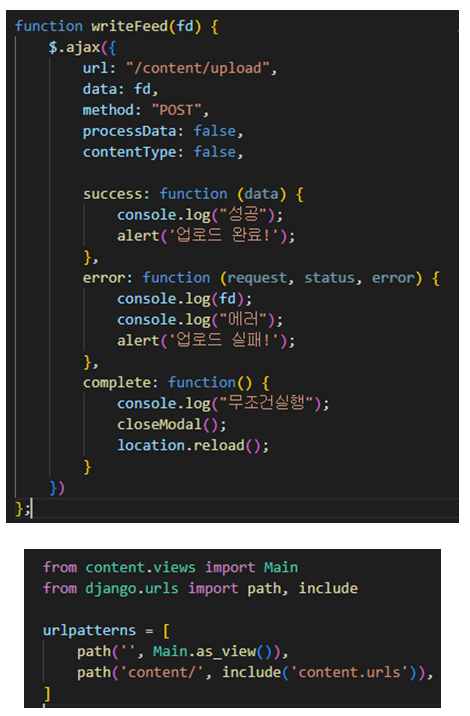 function writeFeed(fd) {
$.ajax({
url: "/content/upload",
data: fd,
method: "POST",
processData: false,
contentType: false,
success: function (data) {
console.log("성공");
alert('업로드 완료!');
},
error: function (request, status, error) {
console.log(fd);
console.log("에러");
alert('업로드 실패!');
},
complete: function() {
console.log("무조건실행");
closeModal();
location.reload();
}
})
};
from content.views import Main
from django.urls import path, include
urlpatterns = [
path('', Main.as_view()),
path('content/', include('content.urls')),
]